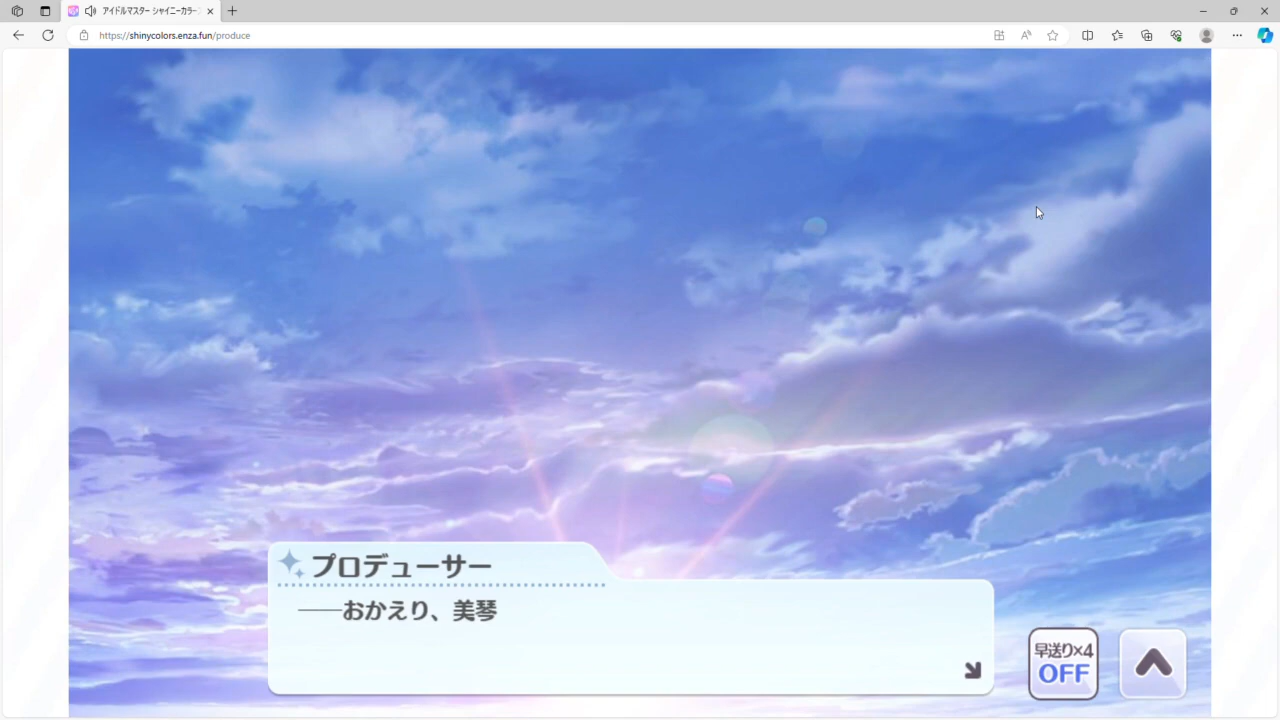 アイドルマスター シャイニーカラー
https://shinycolors.enza.fun/produce
プロデューサー
──おかえり、美琴
早送り×4
OFF